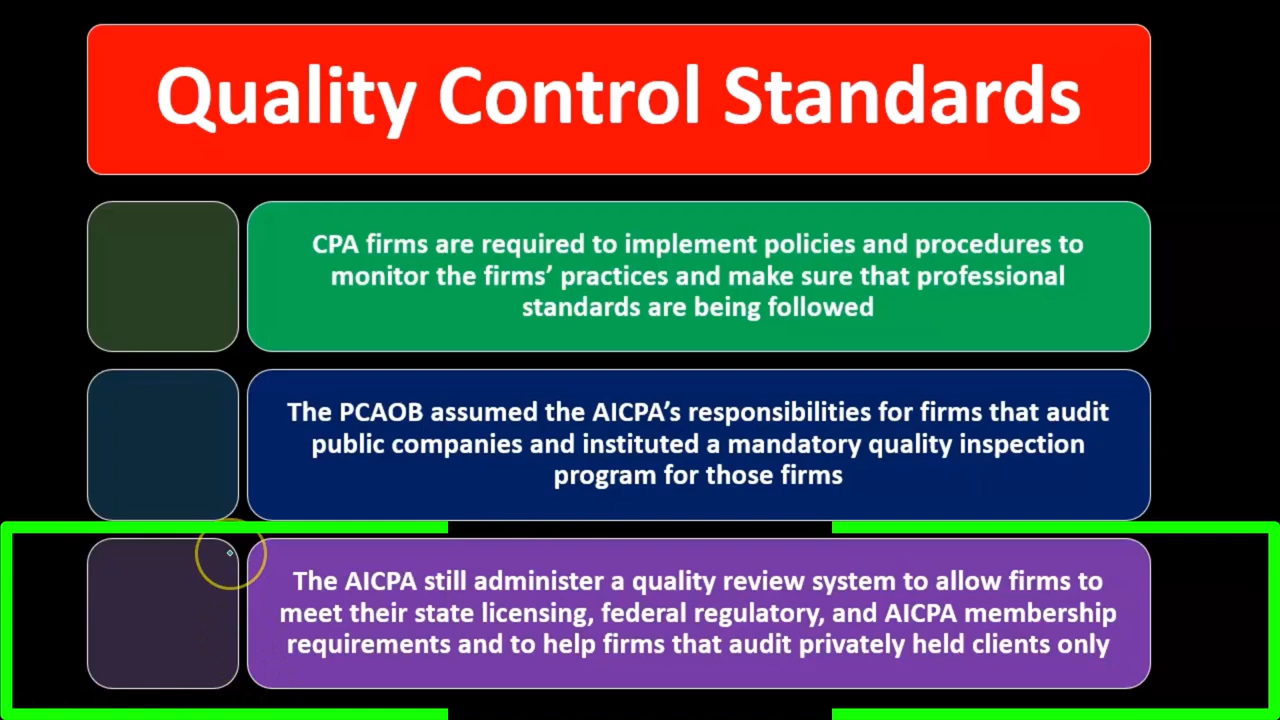 Quality Control Standards
CPA firms are required to implement policies and procedures to
monitor the firms’ practices and make sure that professional
standards are being followed
The PCAOB assumed the AICPA’s responsibilities for firms that audit
public companies and instituted a mandatory quality inspection
program for those firms
The AICPA still administer a quality review system to allow firms to
meet their state licensing, federal regulatory, and AICPA membership
requirements and to help firms that audit privately held clients only